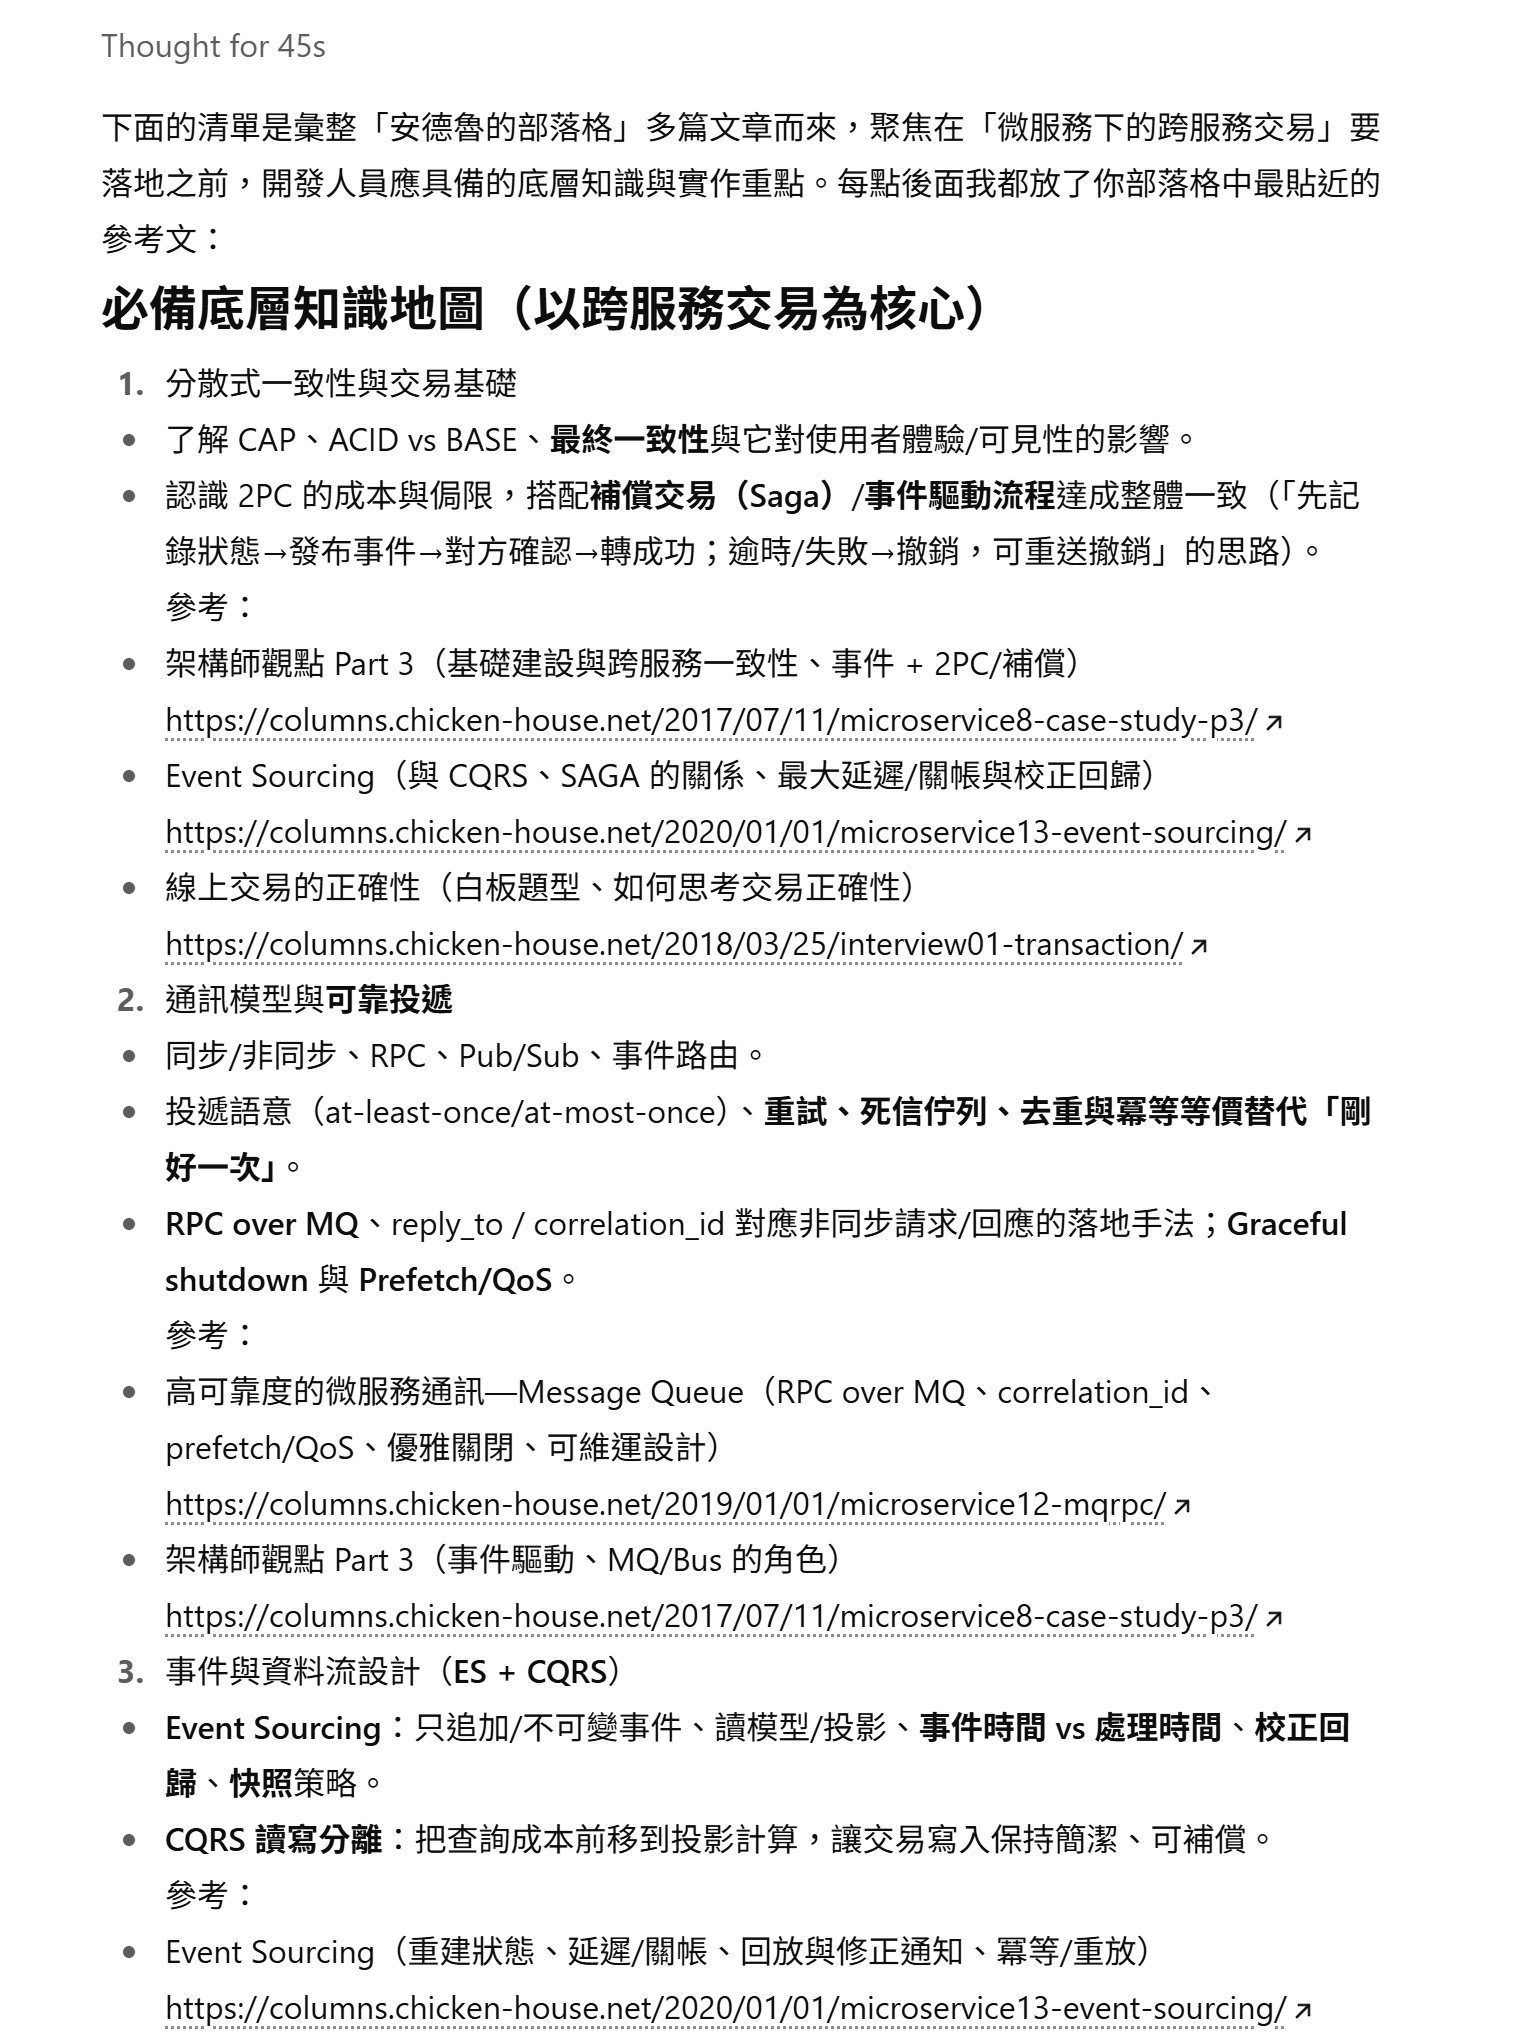 Thought for 45s
下面的清單是彙整「安德魯的部落格」多篇文章而來，聚焦在「微服務下的跨服務交易」要
落地之前，開發人員應具備的底層知識與實作重點。每點後面我都放了你部落格中最貼近的
參考文：
必備底層知識地圖（以跨服務交易為核心）
1. 分散式一致性與交易基礎
• 了解 CAP、ACID vs BASE、最終一致性與它對使用者體驗/可見性的影響。
• 認識 2PC 的成本與侷限，搭配補償交易（Saga）/事件驅動流程達成整體一致（「先記
錄狀態→發布事件→對方確認→轉成功；逾時/失敗→撤銷，可重送撤銷」的思路）。
參考：
• 架構師觀點 Part 3（基礎建設與跨服務一致性、事件 + 2PC/補償）
https://columns.chicken-house.net/2017/07/11/microservice8-case-study-p3/↗
• Event Sourcing（與 CQRS、SAGA 的關係、最大延遲/關帳與校正回歸）
https://columns.chicken-house.net/2020/01/01/microservice13-event-sourcing/↗
• 線上交易的正確性（白板題型、如何思考交易正確性）
https://columns.chicken-house.net/2018/03/25/interview01-transaction/↗
2. 通訊模型與可靠投遞
• 同步/非同步、RPC、Pub/Sub、事件路由。
• 投遞語意（at-least-once/at-most-once）、重試、死信佇列、去重與冪等等價替代「剛
好一次」。
• RPC over MQ、reply_to / correlation_id 對應非同步請求/回應的落地手法；Graceful
shutdown 與 Prefetch/QoS。
參考：
• 高可靠度的微服務通訊—Message Queue（RPC over MQ、correlation_id、
prefetch/QoS、優雅關閉、可維運設計）
https://columns.chicken-house.net/2019/01/01/microservice12-mqrpc/↗
• 架構師觀點 Part 3（事件驅動、MQ/Bus 的角色）
https://columns.chicken-house.net/2017/07/11/microservice8-case-study-p3/↗
3. 事件與資料流設計（ES + CQRS）
• Event Sourcing：只追加/不可變事件、讀模型/投影、事件時間 vs 處理時間、校正回
歸、快照策略。
• CQRS 讀寫分離：把查詢成本前移到投影計算，讓交易寫入保持簡潔、可補償。
參考：
• Event Sourcing（重建狀態、延遲/關帳、回放與修正通知、冪等/重放）
https://columns.chicken-house.net/2020/01/01/microservice13-event-sourcing/↗